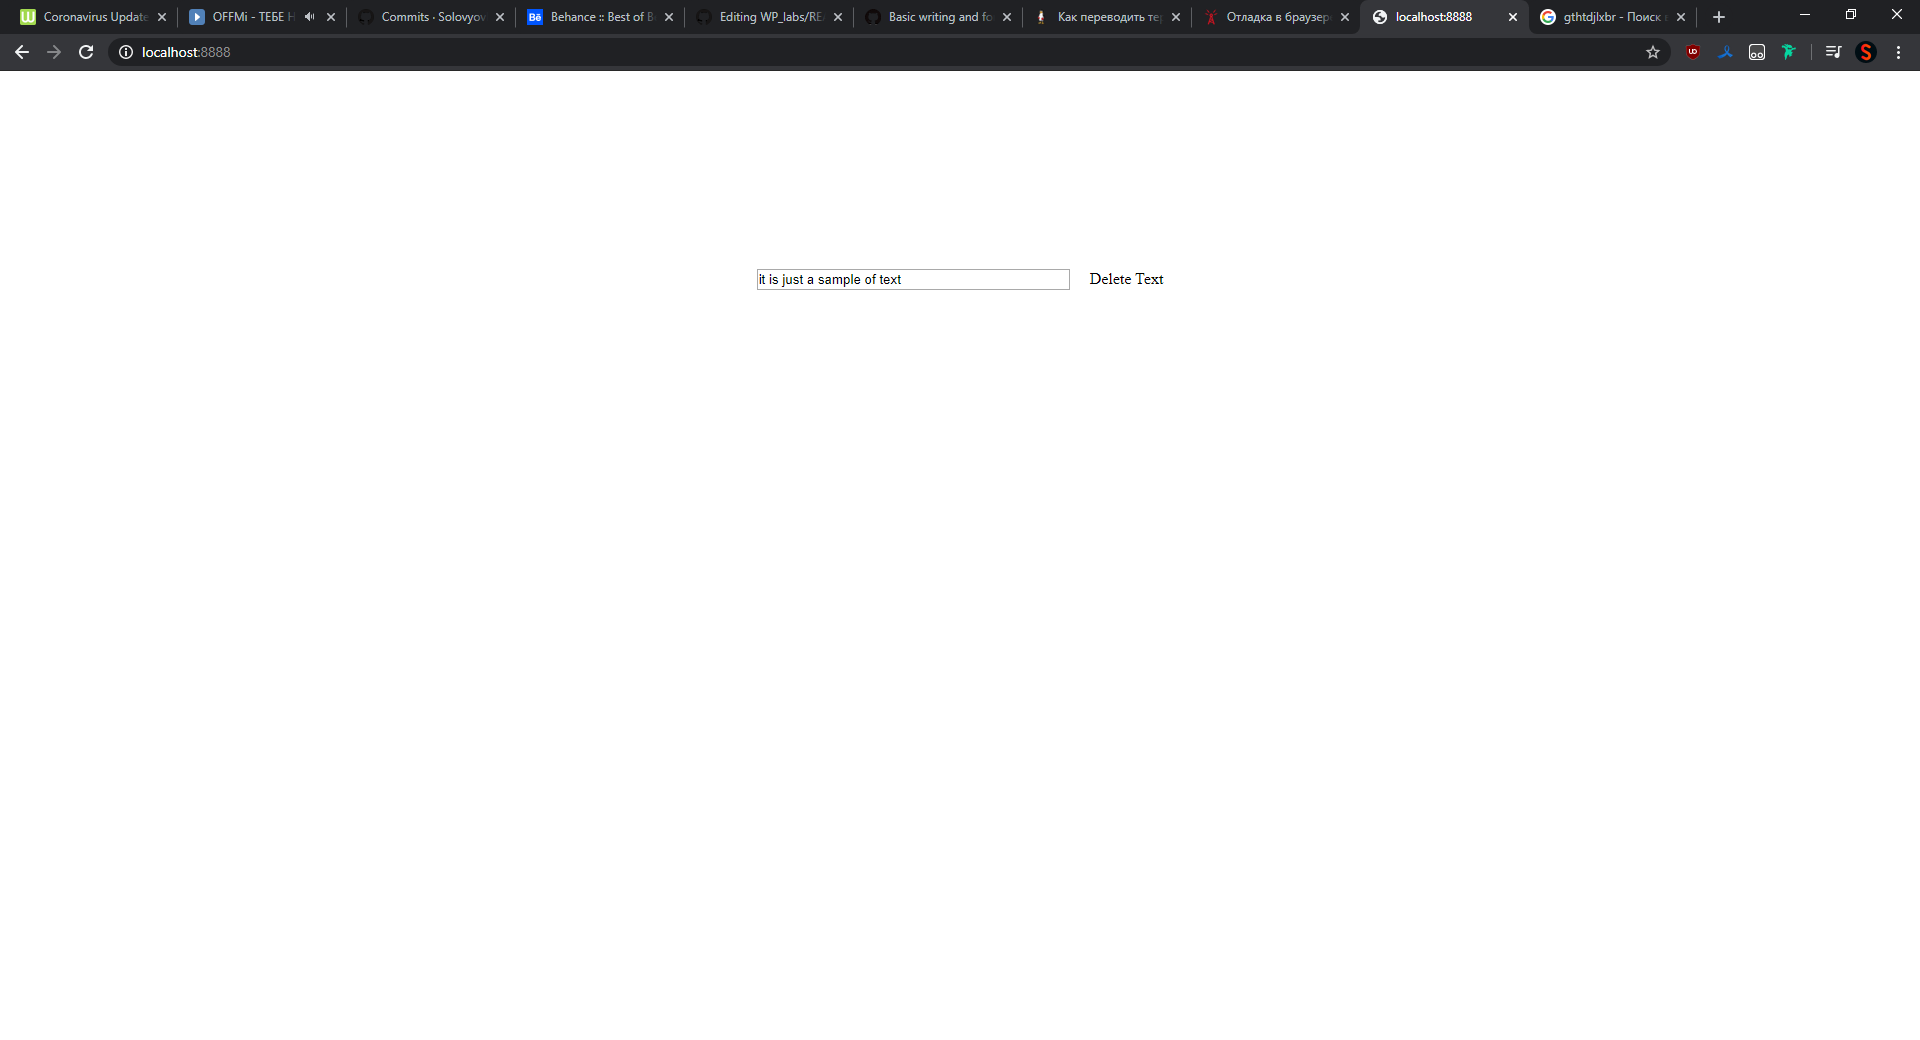 Coronavirus Update
OFFMi - ТЕБЕ Н
Commits · Solovyov
Behance :: Best of B
Editing WP_labs/RE
Basic writing and fo
Как переводить те
Отладка в браузер
localhost:8888
gthtdjlxbr - Поиск
localhost:8888
it is just a sample of text
Delete Text